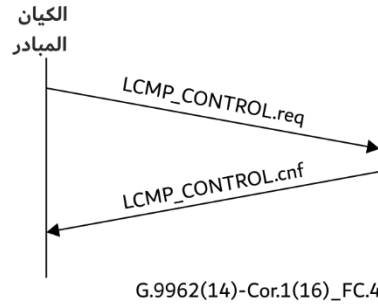 الكيان
المبادر
LCMP_CONTROL.req
LCMP_CONTROL.cnf
G.9962(14)-Cor.1(16)_FC.4